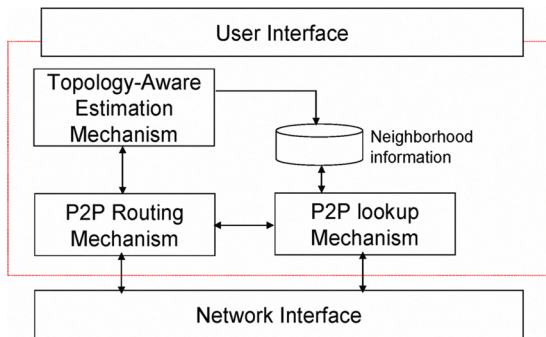 User Interface
Topology-Aware
Estimation
Mechanism
Neighborhood
information
P2P Routing
Mechanism
P2P lookup
Mechanism
Network Interface